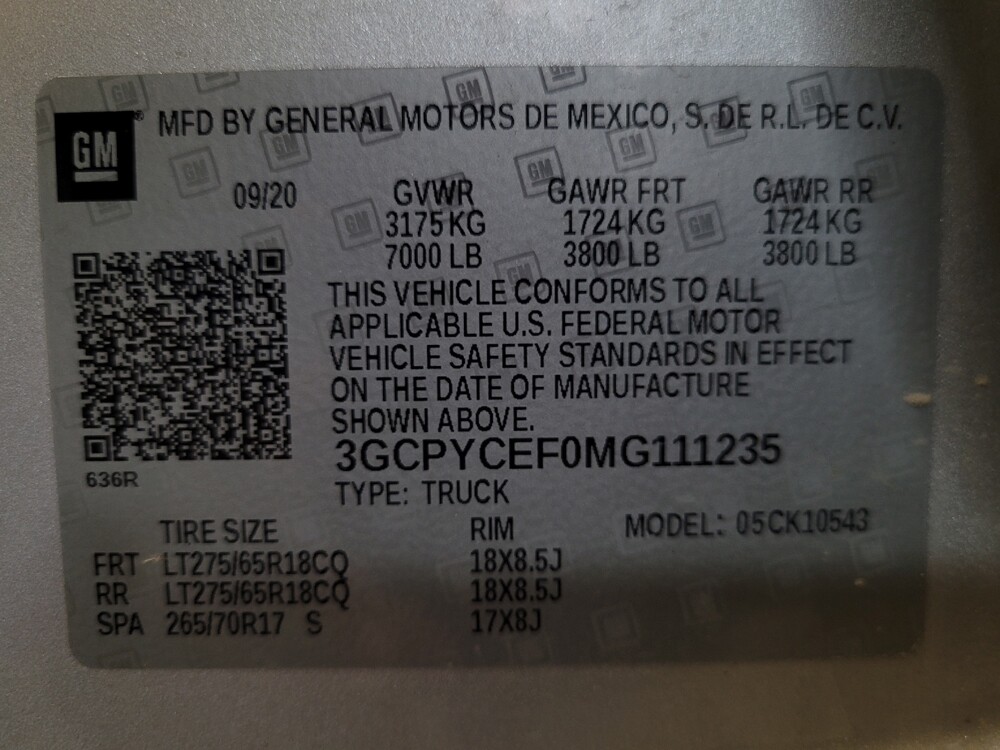 GM® MFD BY GENERAL MOTORS DE MEXICO, S. DE R.L. DE C.V.
09/20 GVWR GAWR FRT GAWR RR
3175 KG 1724 KG 1724 KG
7000 LB 3800 LB 3800 LB
THIS VEHICLE CONFORMS TO ALL
APPLICABLE U.S. FEDERAL MOTOR
VEHICLE SAFETY STANDARDS IN EFFECT
ON THE DATE OF MANUFACTURE
SHOWN ABOVE.
3GCPYCEF0MG111235
636R
TYPE: TRUCK
TIRE SIZE RIM MODEL: 05CK10543
FRT LT275/65R18CQ 18X8.5J
RR LT275/65R18CQ 18X8.5J
SPA 265/70R17 S 17X8J